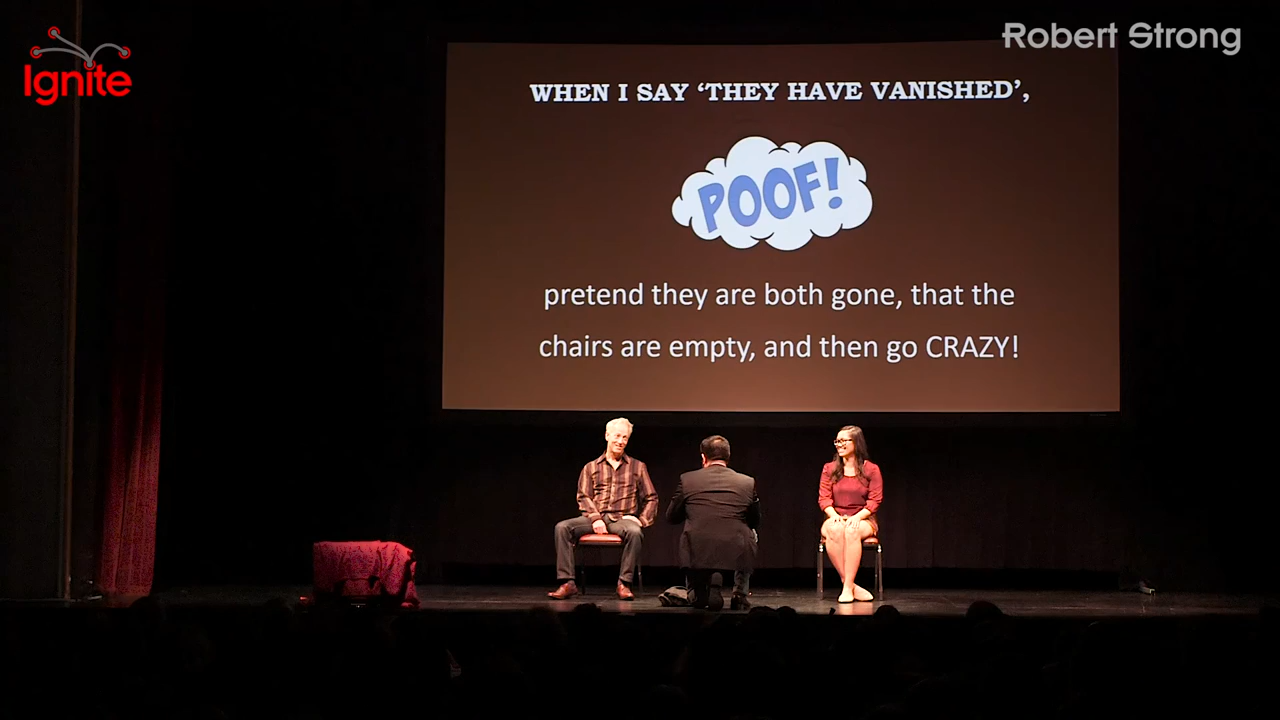 Ignite
Robert Strong
WHEN I SAY ‘THEY HAVE VANISHED’,
POOF!
pretend they are both gone, that the
chairs are empty, and then go CRAZY!